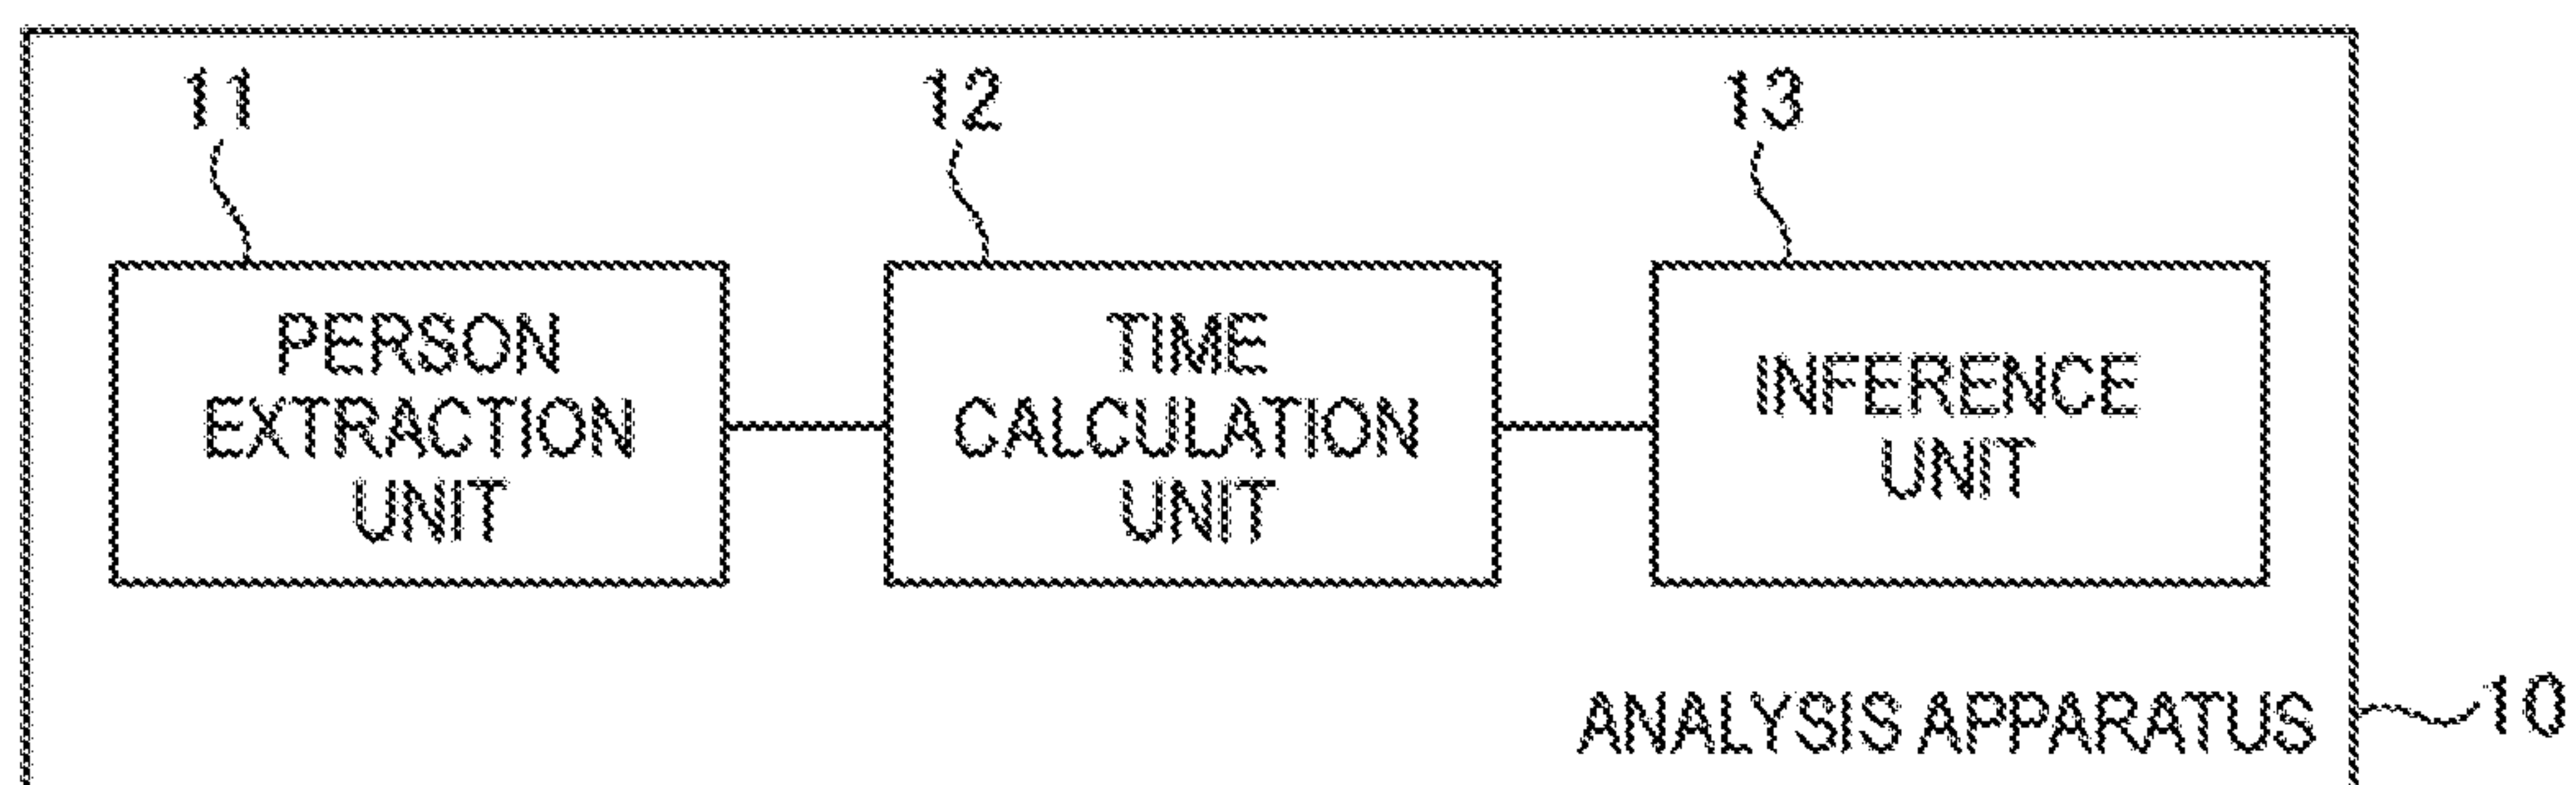 11
12
13
PERSON
EXTRACTION
UNIT
TIME
CALCULATION
UNIT
INFERENCE
UNIT
ANALYSIS APPARATUS
10